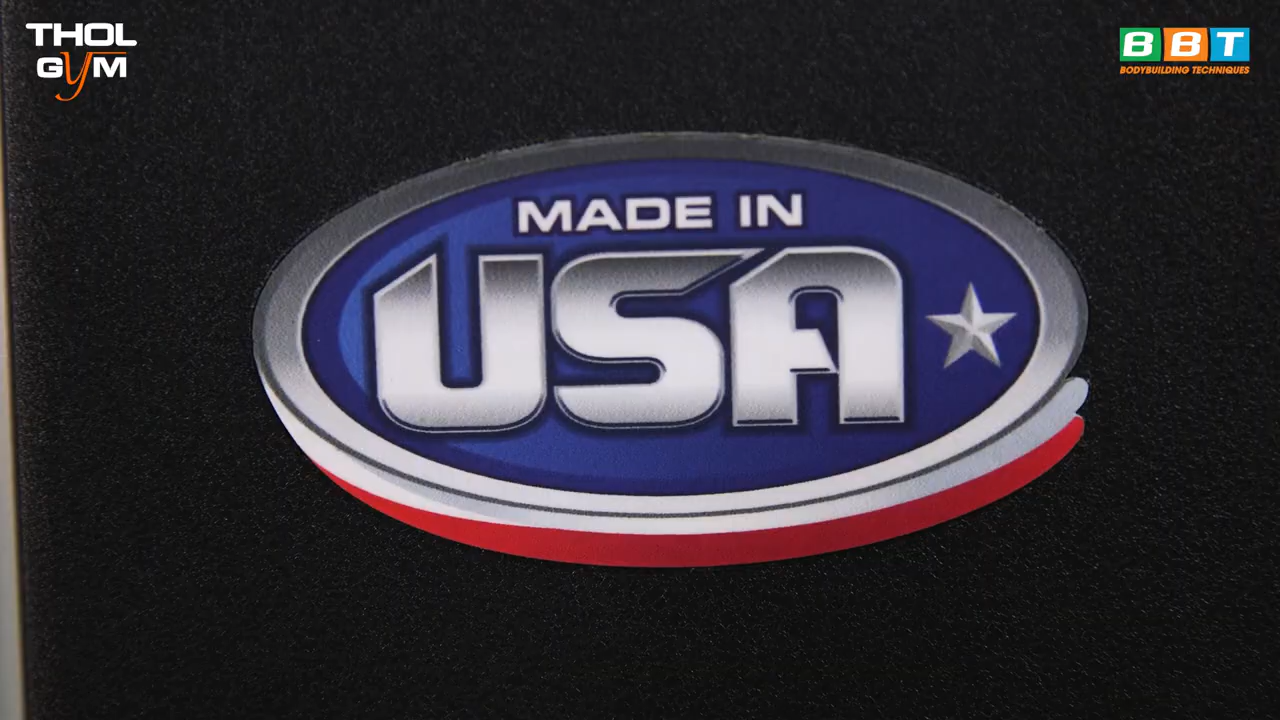 THOL
GYM
BBT
BODYBUILDING TECHNIQUES
MADE IN
USA